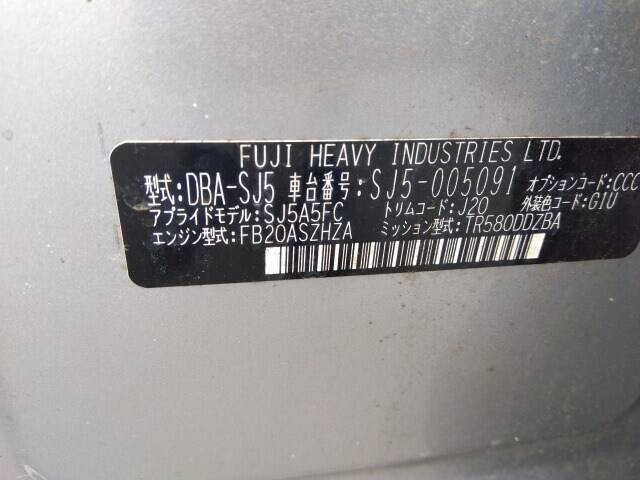 FUJI HEAVY INDUSTRIES LTD.
型式:DBA-SJ5 車台番号:SJ5-005091 オプションコード:CCC
アプライドモデル:SJ5A5FC トリムコード:J20 外装色コード:G1U
エンジン型式:FB20ASZHZA ミッション型式:TR580DDZBA